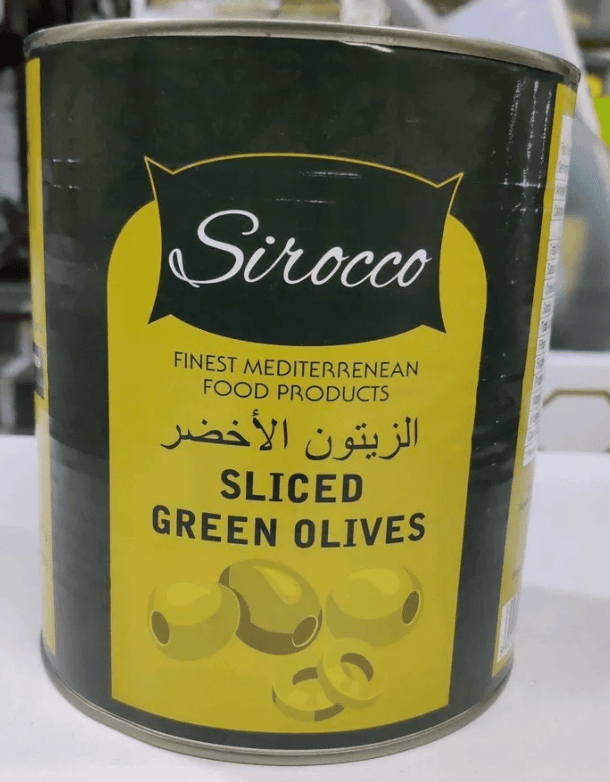 Sirocco
FINEST MEDITERRENEAN
FOOD PRODUCTS
الزيتون الأخضر
SLICED
GREEN OLIVES